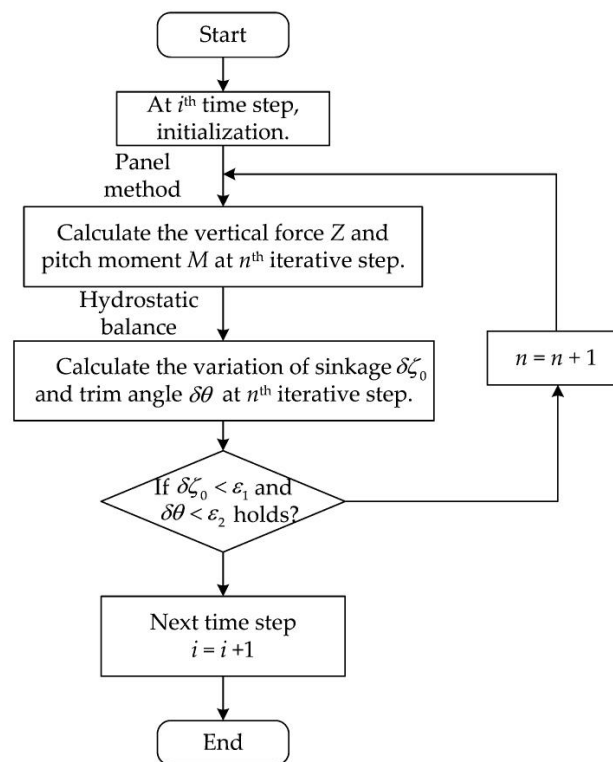 Start
At iᵗʰ time step,
initialization.
Panel
method
Calculate the vertical force Z and
pitch moment M at nᵗʰ iterative step.
Hydrostatic
balance
Calculate the variation of sinkage δζ₀
and trim angle δθ at nᵗʰ iterative step.
n = n + 1
If δζ₀ < ε₁ and
δθ < ε₂ holds?
Next time step
i = i +1
End